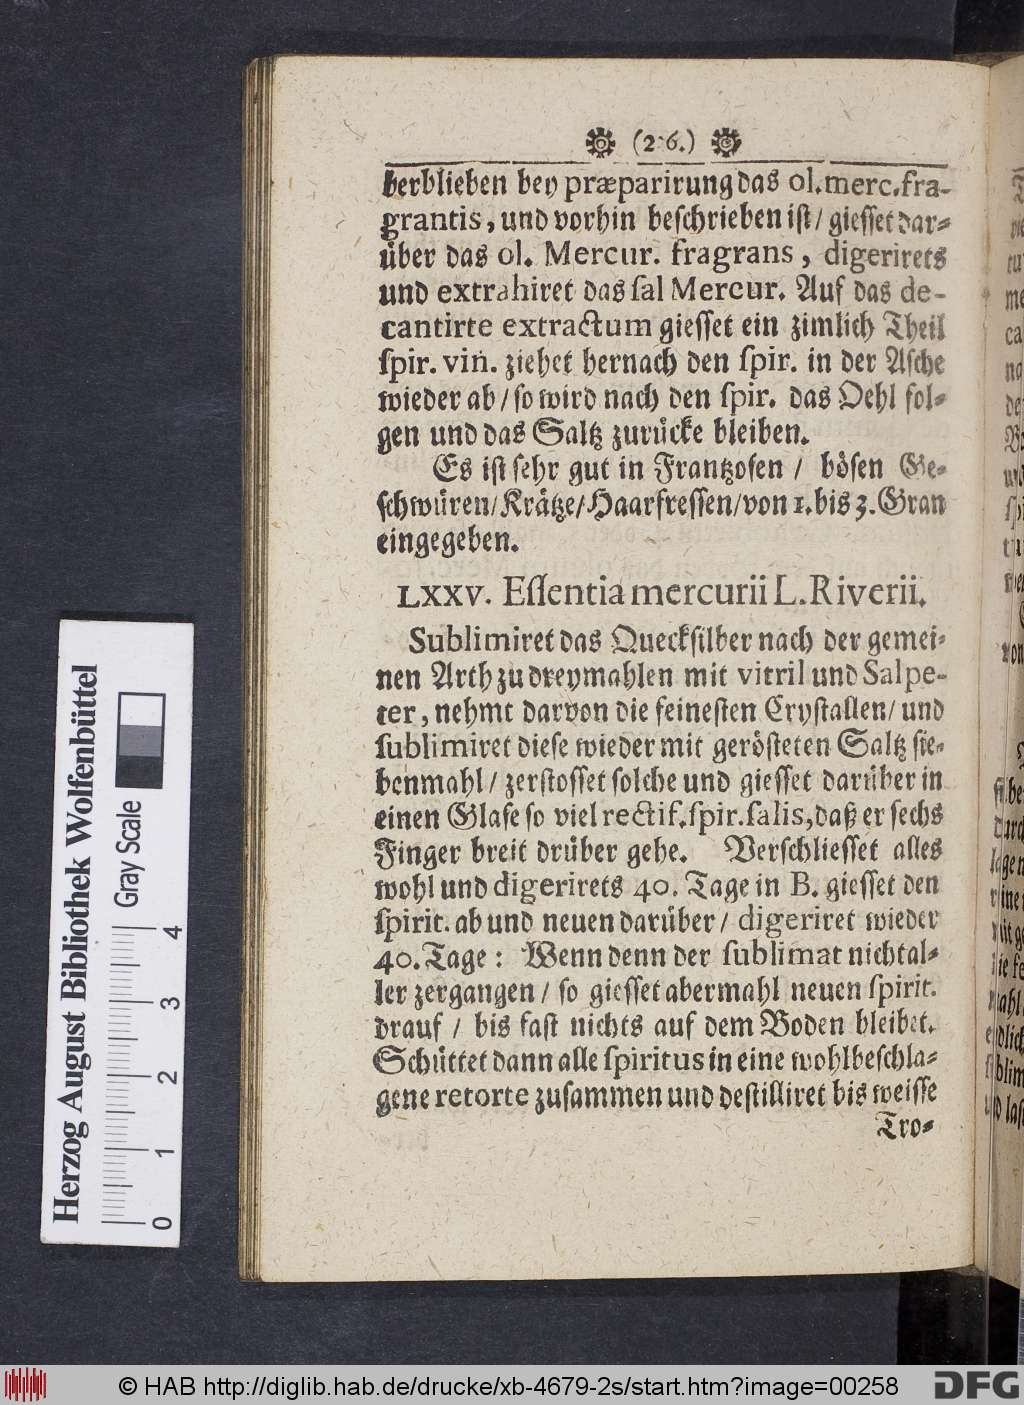 (2 6.)
berblieben bey præparirung das ol. merc. fra-
grantis, und vorhin beschrieben ist / giesset dar-
über das ol. Mercur. fragrans, digerirets
und extrahiret das sal Mercur. Auf das de-
cantirte extractum giesset ein zimlich Theil
spir. vin. ziehet hernach den spir. in der Asche
wieder ab / so wird nach den spir. das Oehl fol-
gen und das Saltz zurücke bleiben.
Es ist sehr gut in Frantzosen / bösen Ge-
schwüren / Krätze / Haarfressen / von 1. bis 3. Gran
eingegeben.
LXXV. Essentia mercurii L. Riverii.
Sublimiret das Quecksilber nach der gemei-
nen Arth zu dreymahlen mit vitril und Salpe-
ter, nehmt darvon die feinesten Crystallen / und
sublimiret diese wieder mit gerösteten Saltz sie-
benmahl / zerstosset solche und giesset darüber in
einen Glase so viel rectif. spir. salis, daß er sechs
Finger breit drüber gehe. Verschliesset alles
wohl und digerirets 40. Tage in B. giesset den
spirit. ab und neuen darüber / digeriret wieder
40. Tage: Wenn denn der sublimat nicht al-
ler zergangen / so giesset abermahl neuen spirit.
drauf / bis fast nichts auf dem Boden bleibet.
Schüttet dann alle spiritus in eine wohlbeschla-
gene retorte zusammen und destilliret bis weisse
Tro-
Herzog August Bibliothek Wolfenbüttel
Gray Scale
0 1 2 3 4
© HAB http://diglib.hab.de/drucke/xb-4679-2s/start.htm?image=00258
DFG